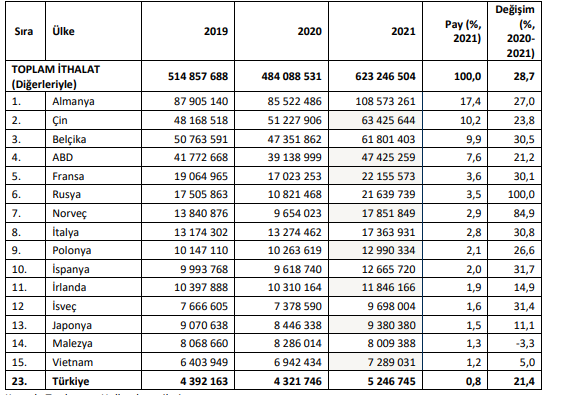 Sıra Ülke 2019 2020 2021 Pay (%, 2021) Değişim (%, 2020-2021)
TOPLAM İTHALAT (Diğerleriyle) 514 857 688 484 088 531 623 246 504 100,0 28,7
1. Almanya 87 905 140 85 522 486 108 573 261 17,4 27,0
2. Çin 48 168 518 51 227 906 63 425 644 10,2 23,8
3. Belçika 50 763 591 47 351 862 61 801 403 9,9 30,5
4. ABD 41 772 668 39 138 999 47 425 259 7,6 21,2
5. Fransa 19 064 965 17 023 253 22 155 573 3,6 30,1
6. Rusya 17 505 863 10 821 468 21 639 739 3,5 100,0
7. Norveç 13 840 876 9 654 023 17 851 849 2,9 84,9
8. İtalya 13 174 302 13 274 462 17 363 931 2,8 30,8
9. Polonya 10 147 110 10 263 619 12 990 334 2,1 26,6
10. İspanya 9 993 768 9 618 740 12 665 720 2,0 31,7
11. İrlanda 10 397 888 10 310 164 11 846 166 1,9 14,9
12 İsveç 7 666 605 7 378 590 9 698 004 1,6 31,4
13. Japonya 9 070 638 8 446 338 9 380 380 1,5 11,1
14. Malezya 8 068 660 8 286 014 8 009 388 1,3 -3,3
15. Vietnam 6 403 949 6 942 434 7 289 031 1,2 5,0
23. Türkiye 4 392 163 4 321 746 5 246 745 0,8 21,4